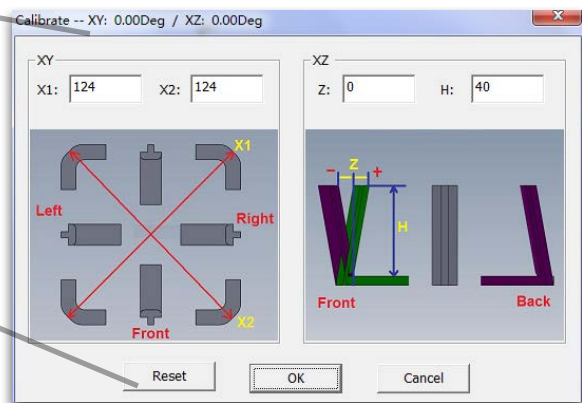 Calibrate -- XY: 0.00Deg / XZ: 0.00Deg
XY
X1: 124 X2: 124
X1
Left
Right
X2
Front
XZ
Z: 0 H: 40
- Z +
H
Front
Back
Reset OK Cancel